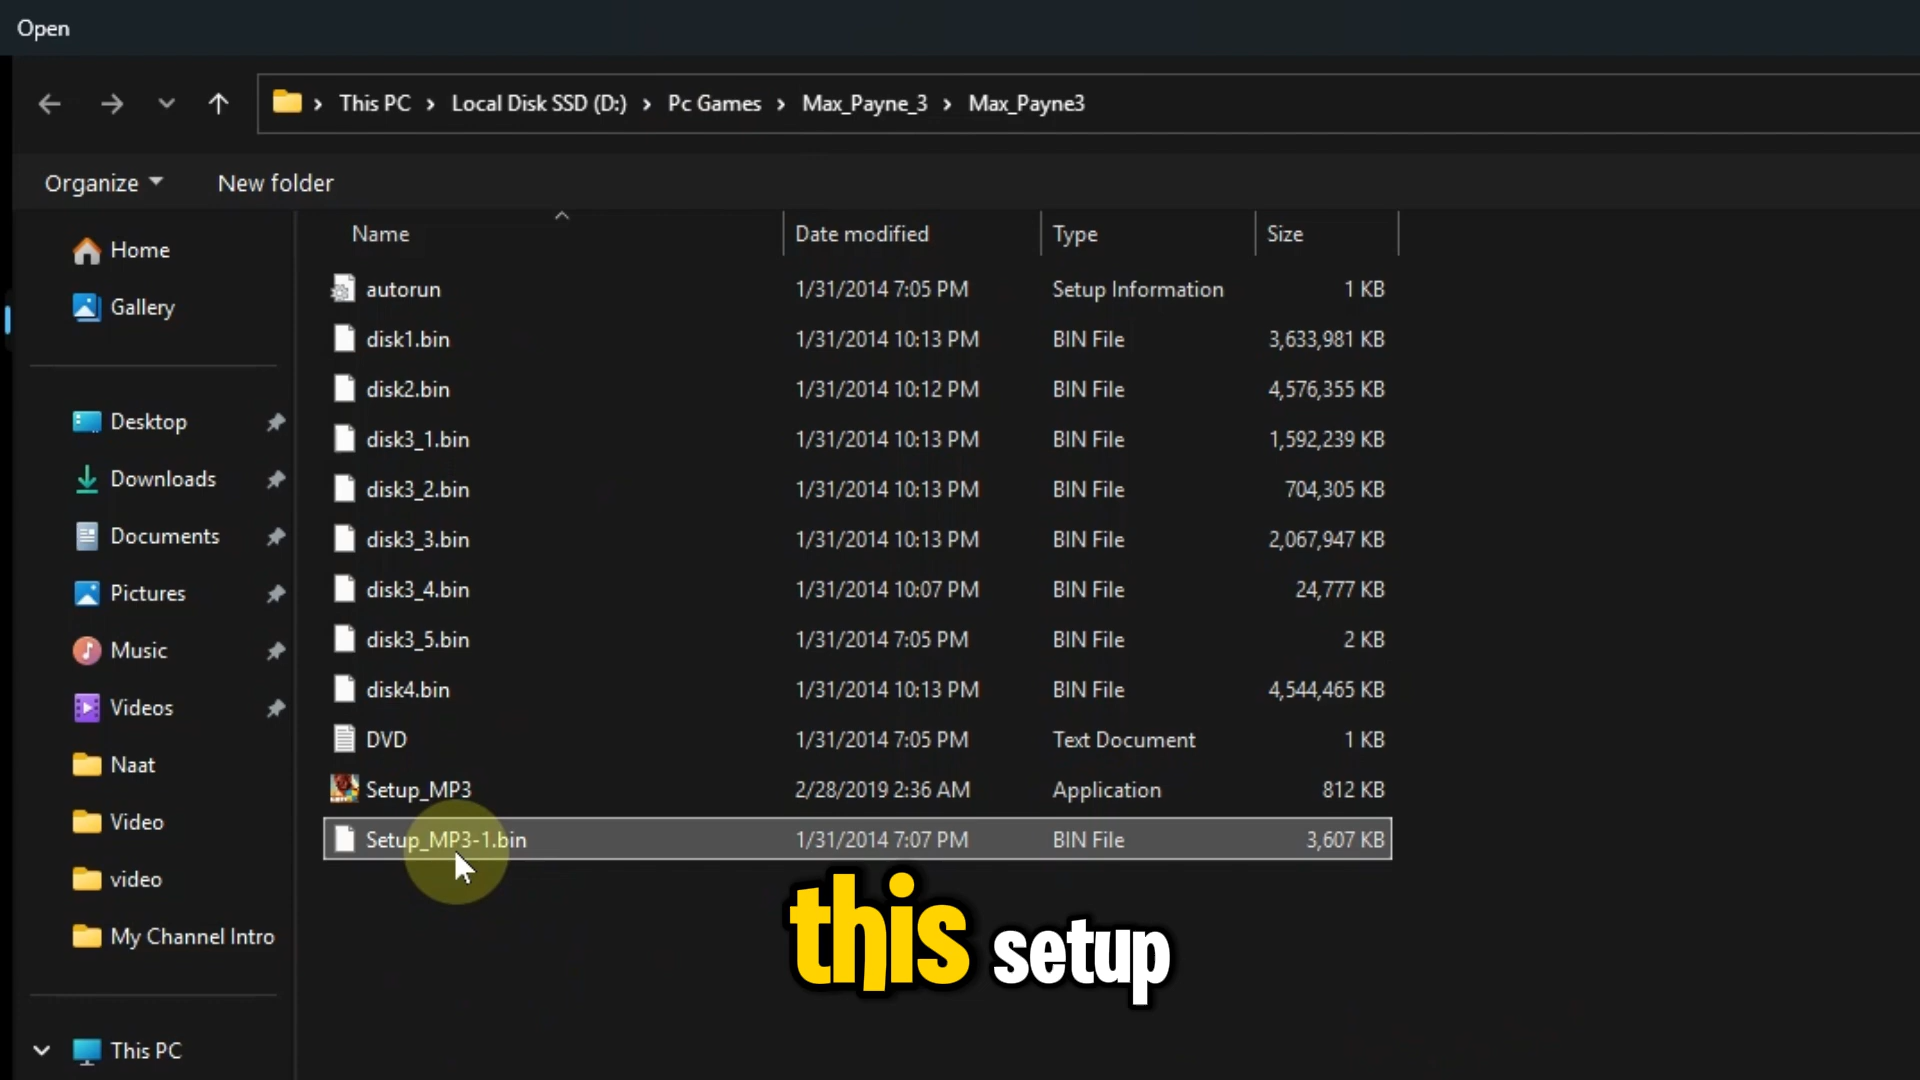 Open
This PC > Local Disk SSD (D:) > Pc Games > Max_Payne_3 > Max_Payne3
Organize New folder
Name Date modified Type Size
Home
Gallery
Desktop
Downloads
Documents
Pictures
Music
Videos
Naat
Video
video
My Channel Intro
This PC
autorun 1/31/2014 7:05 PM Setup Information 1 KB
disk1.bin 1/31/2014 10:13 PM BIN File 3,633,981 KB
disk2.bin 1/31/2014 10:12 PM BIN File 4,576,355 KB
disk3_1.bin 1/31/2014 10:13 PM BIN File 1,592,239 KB
disk3_2.bin 1/31/2014 10:13 PM BIN File 704,305 KB
disk3_3.bin 1/31/2014 10:13 PM BIN File 2,067,947 KB
disk3_4.bin 1/31/2014 10:07 PM BIN File 24,777 KB
disk3_5.bin 1/31/2014 7:05 PM BIN File 2 KB
disk4.bin 1/31/2014 10:13 PM BIN File 4,544,465 KB
DVD 1/31/2014 7:05 PM Text Document 1 KB
Setup_MP3 2/28/2019 2:36 AM Application 812 KB
Setup_MP3-1.bin 1/31/2014 7:07 PM BIN File 3,607 KB
this setup